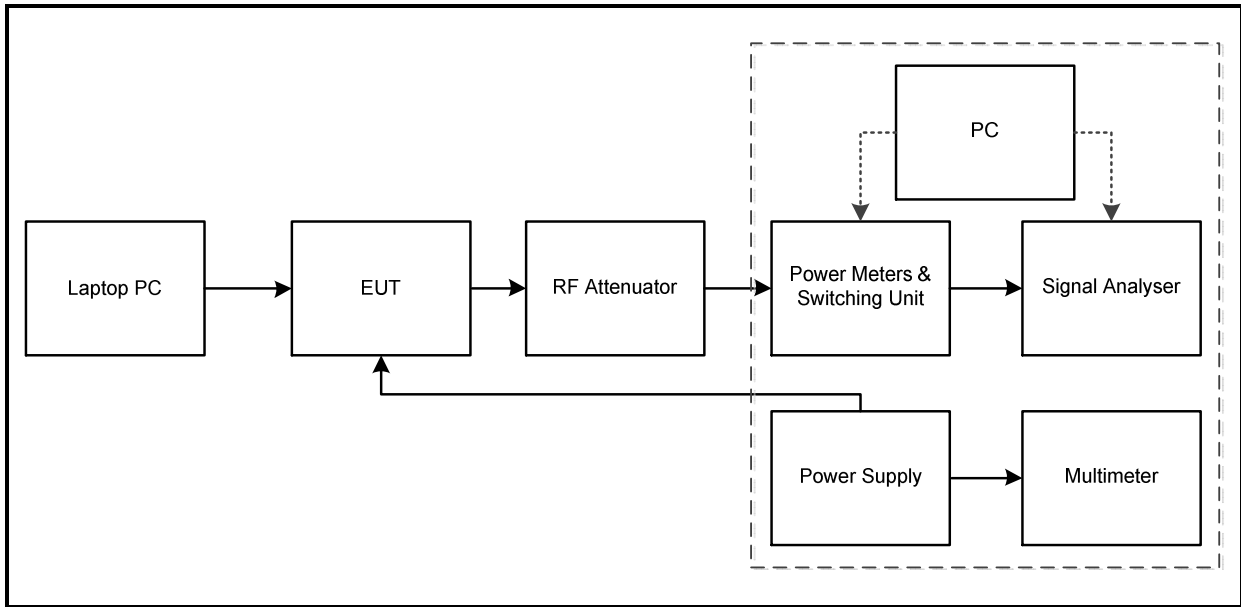 PC
Laptop PC
EUT
RF Attenuator
Power Meters &
Switching Unit
Signal Analyser
Power Supply
Multimeter